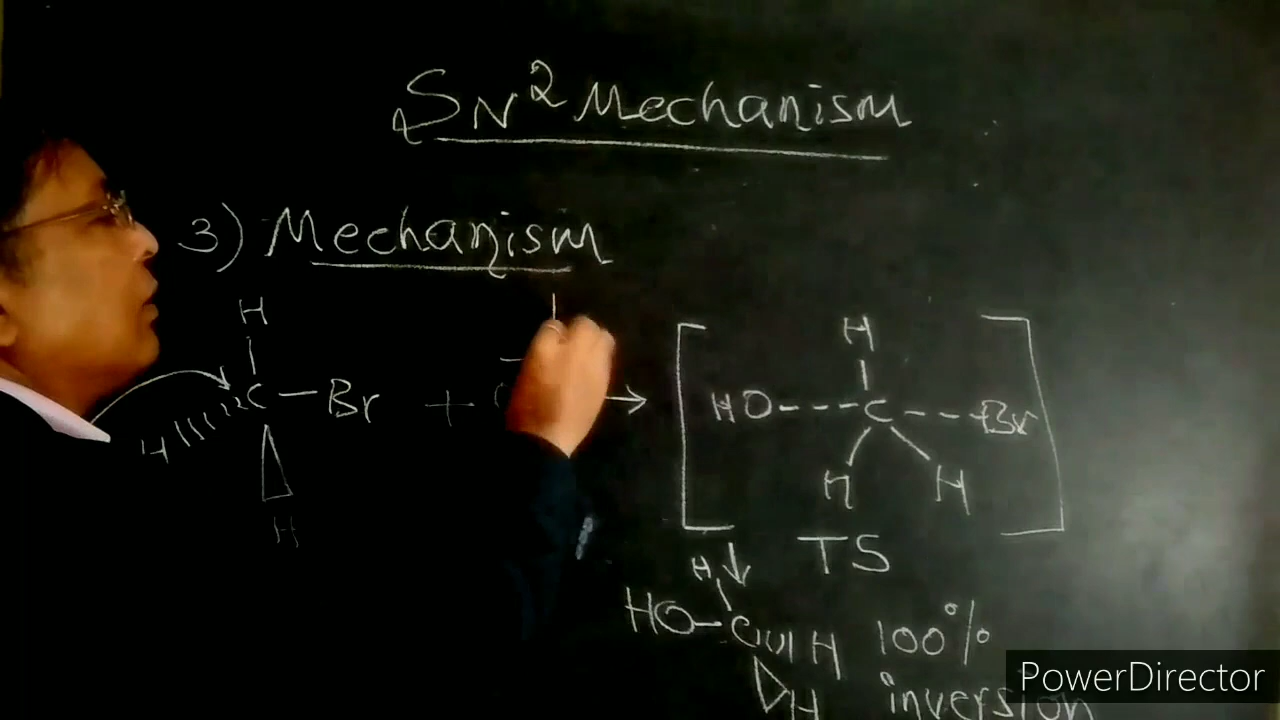 SN2 Mechanism
3) Mechanism
H
C — Br + → [HO --- C --- Br]
H
H
H
H
H
TS
H
HO – C H 100%
H inversion
PowerDirector